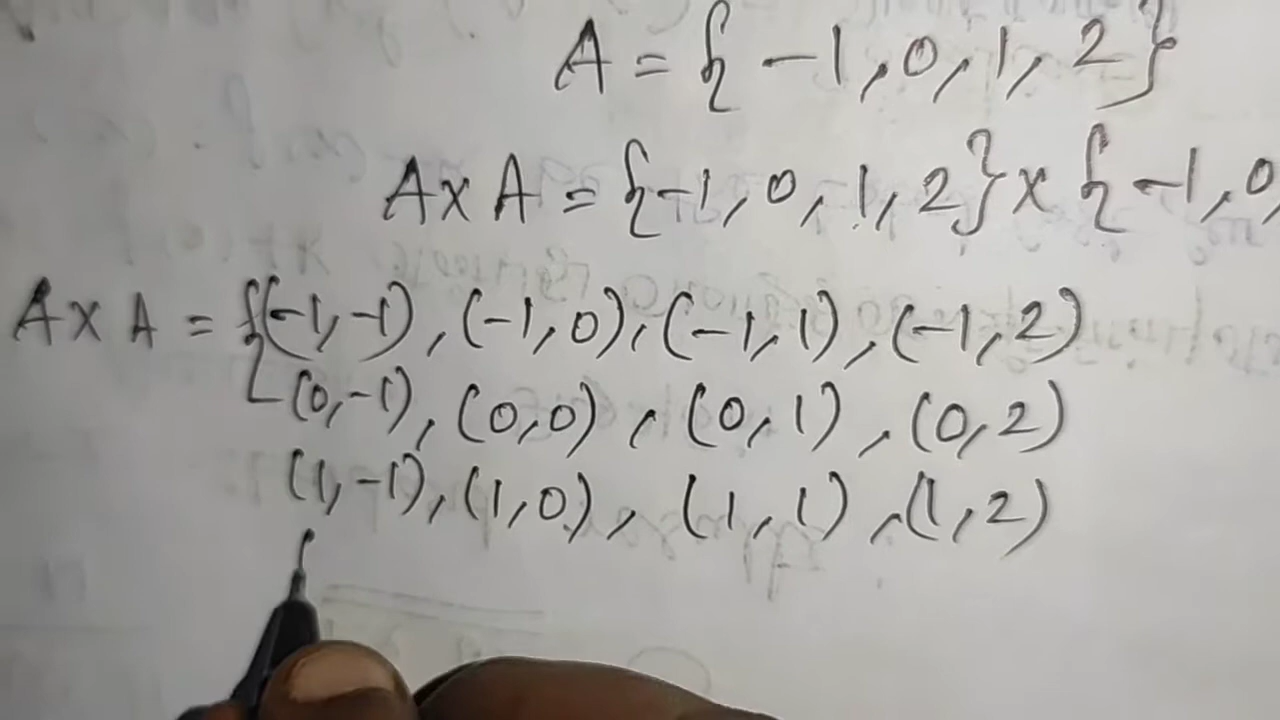 A = { -1, 0, 1, 2 }
A x A = {-1, 0, 1, 2} x { -1, 0,
A x A = {(-1, -1), (-1, 0), (-1, 1), (-1, 2)
(0, -1), (0, 0), (0, 1), (0, 2)
(1, -1), (1, 0), (1, 1), (1, 2)
(